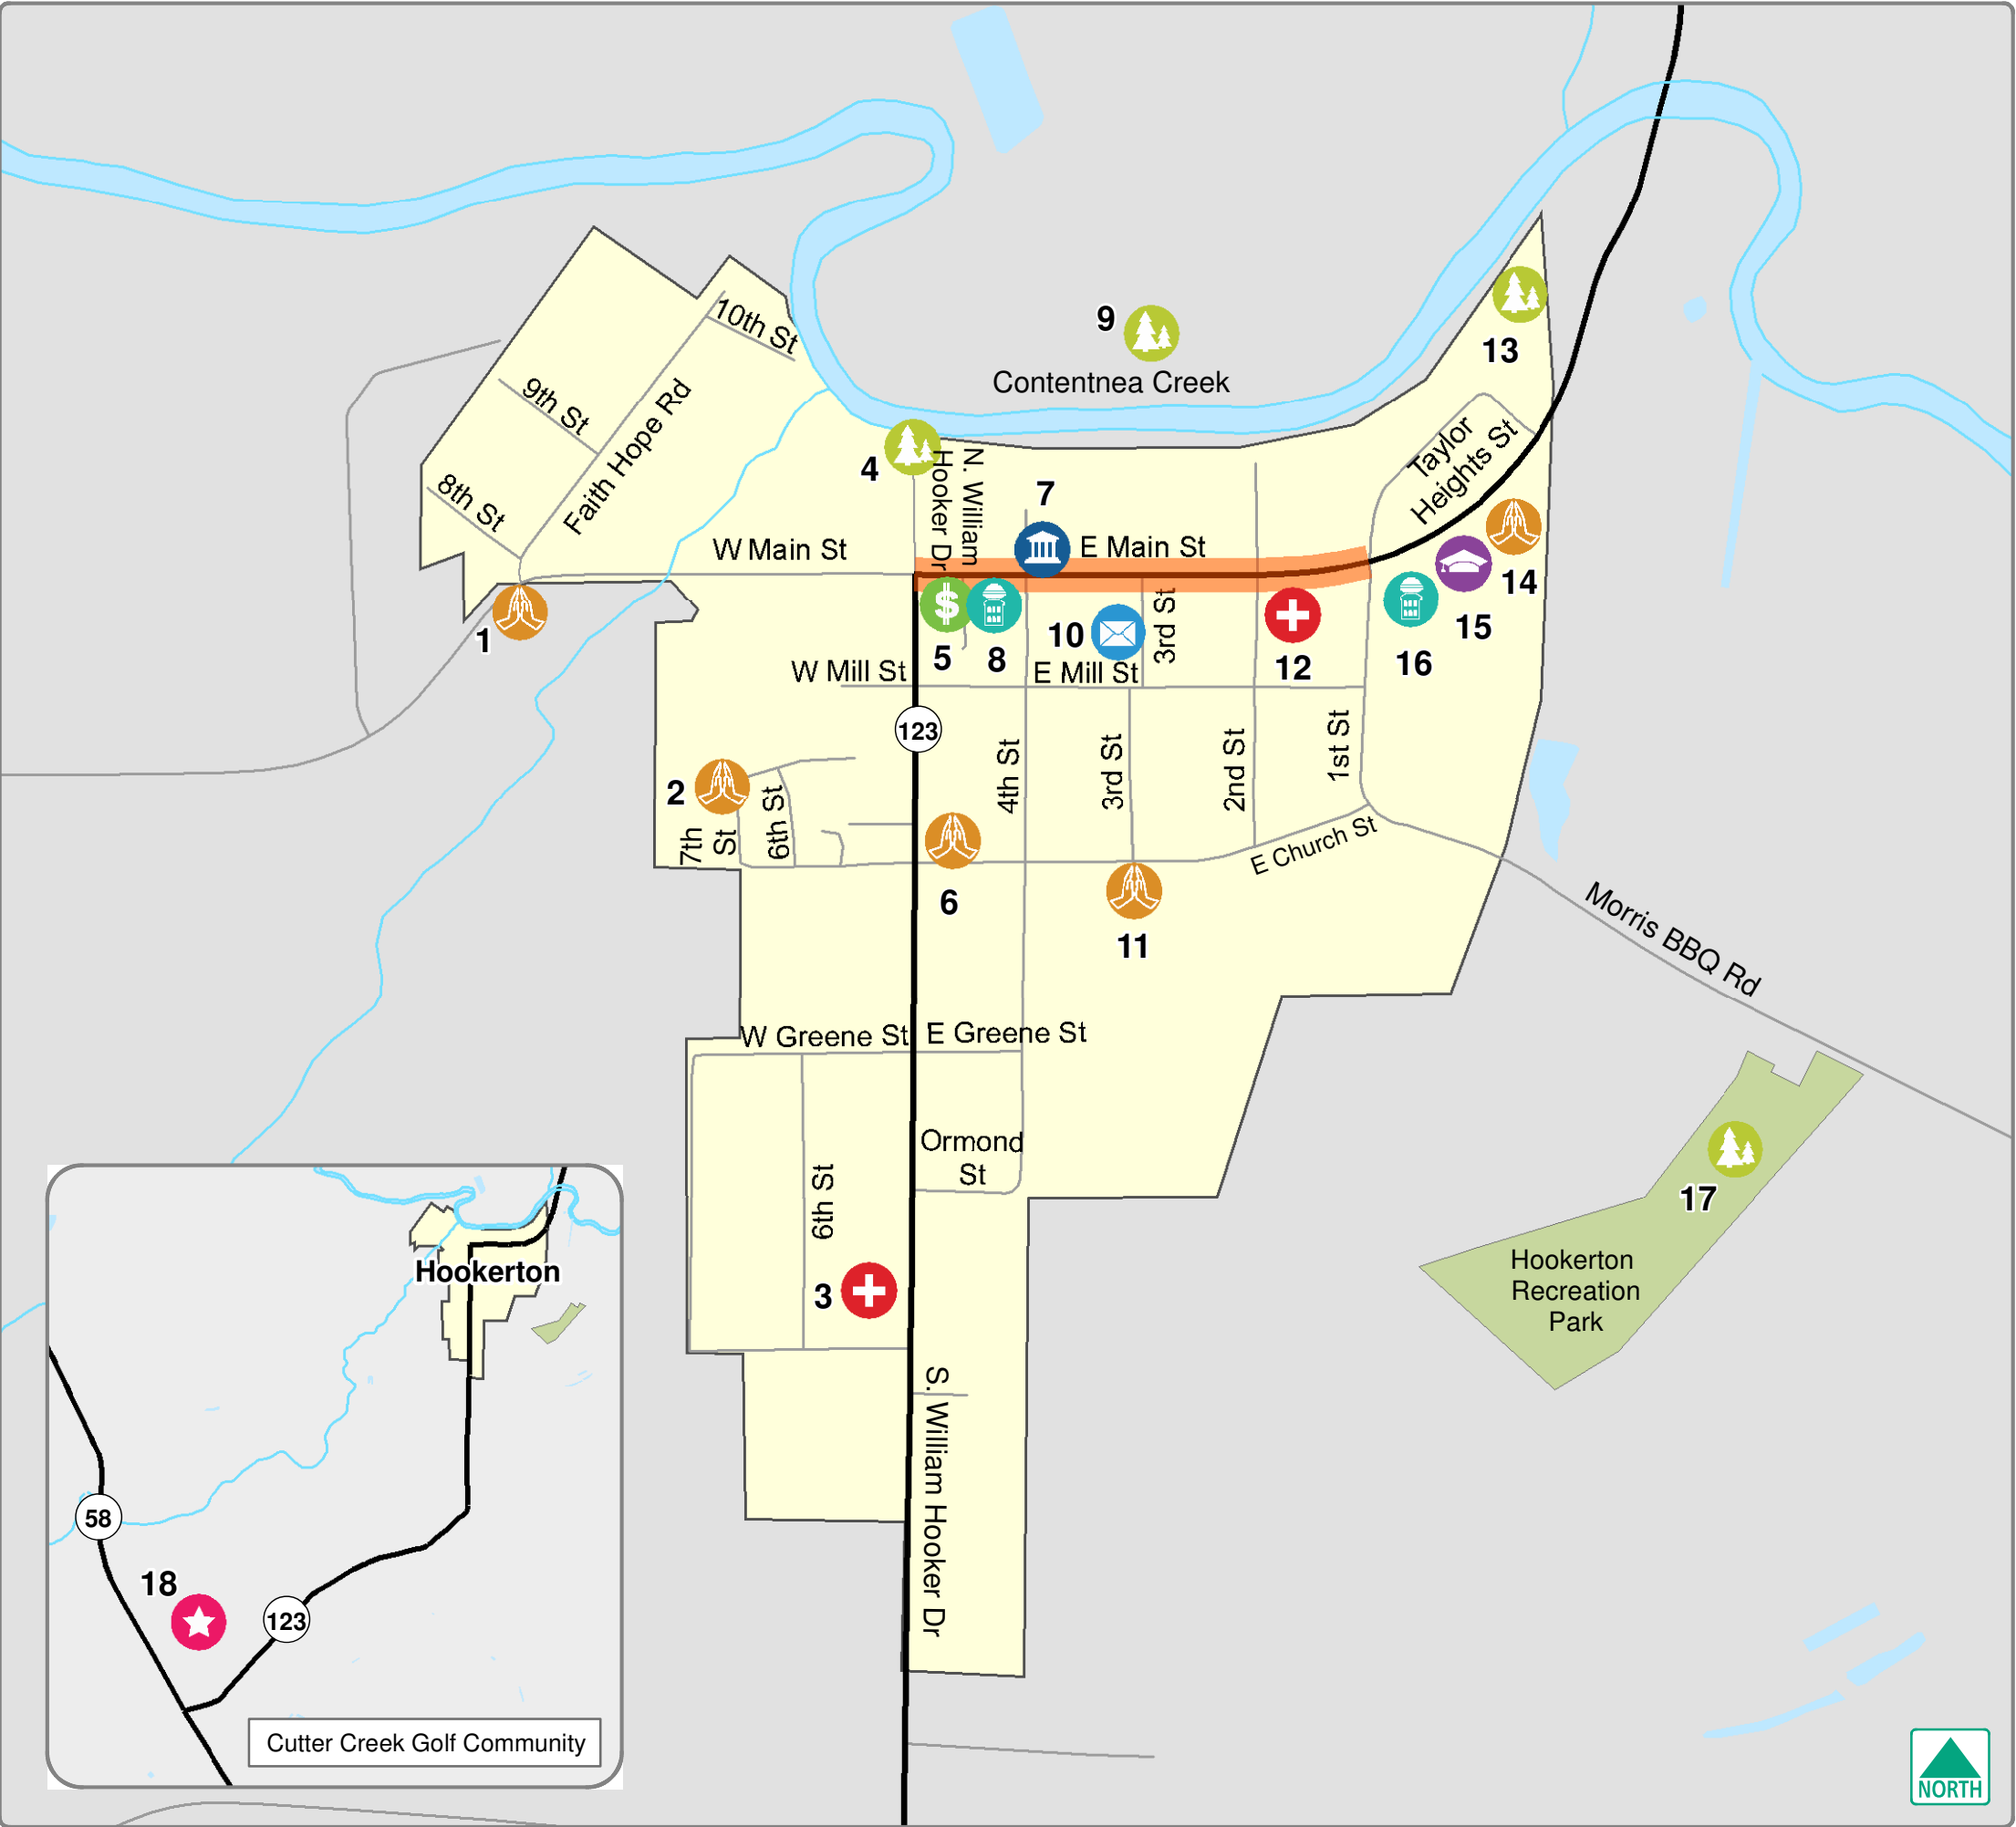 10th St
9th St
8th St
Faith Hope Rd
9
Contentnea Creek
13
Taylor
Heights St
4
N. William
Hooker Dr
7
W Main St
E Main St
14
15
1
10
3rd St
5
8
12
16
W Mill St
E Mill St
123
2
7th
St
6th St
4th St
3rd St
2nd St
1st St
E Church St
6
11
Morris BBQ Rd
W Greene St
E Greene St
Ormond
St
6th St
3
17
Hookerton
Recreation
Park
S. William Hooker Dr
Hookerton
58
18
123
Cutter Creek Golf Community
NORTH